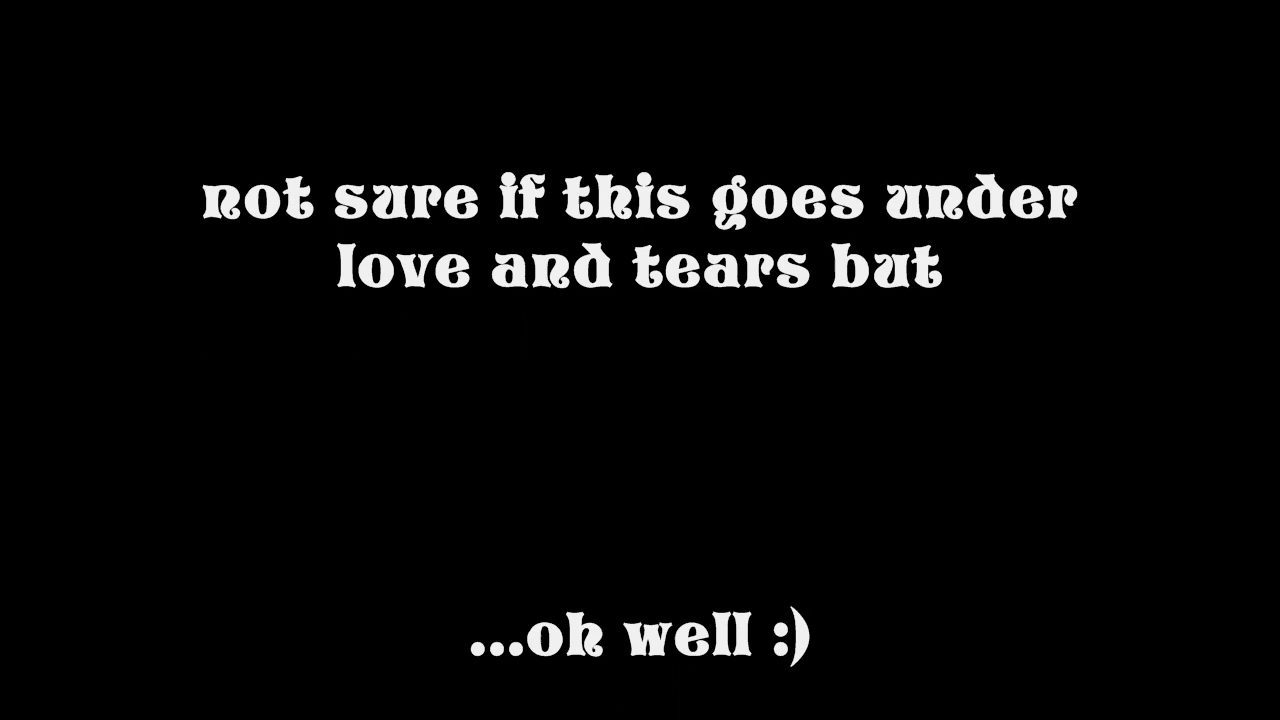 not sure if this goes under
love and tears but
...oh well :)